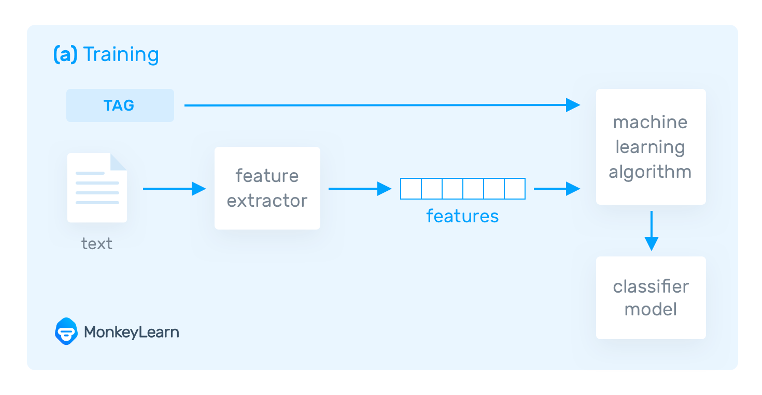 (a) Training
TAG
machine
learning
algorithm
feature
extractor
features
text
classifier
model
MonkeyLearn